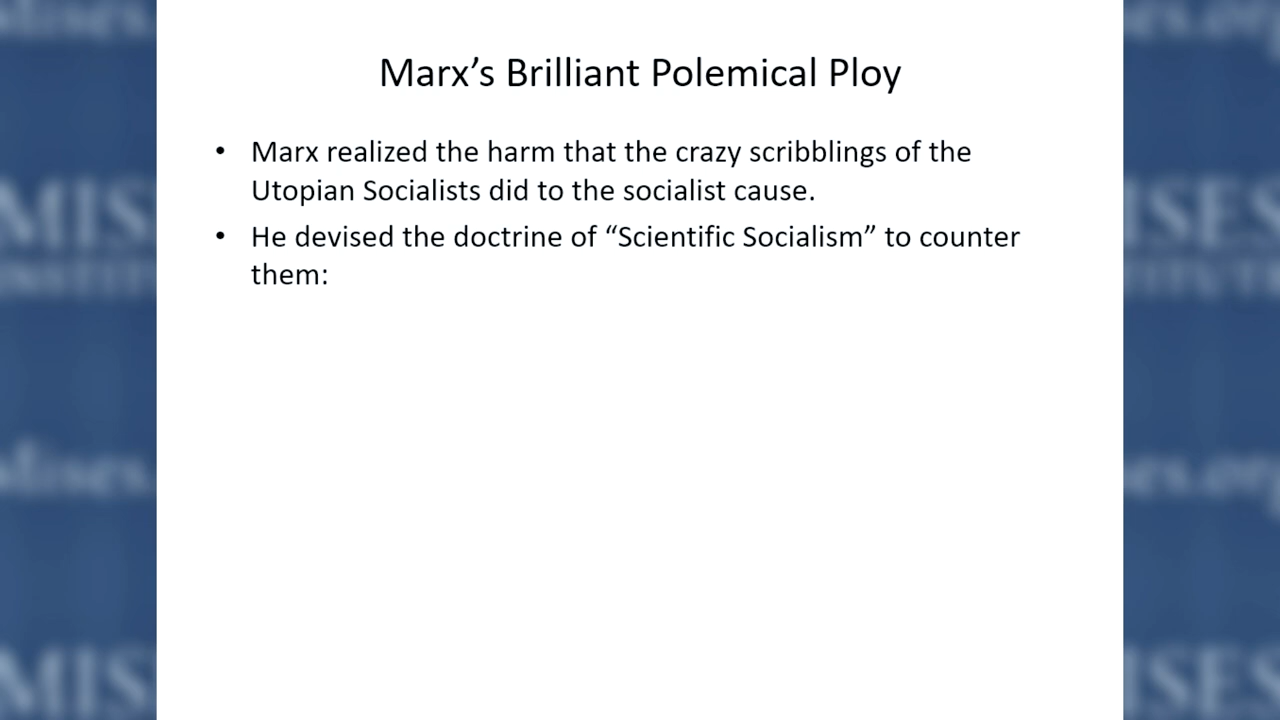 Marx’s Brilliant Polemical Ploy
• Marx realized the harm that the crazy scribblings of the
Utopian Socialists did to the socialist cause.
• He devised the doctrine of “Scientific Socialism” to counter
them: